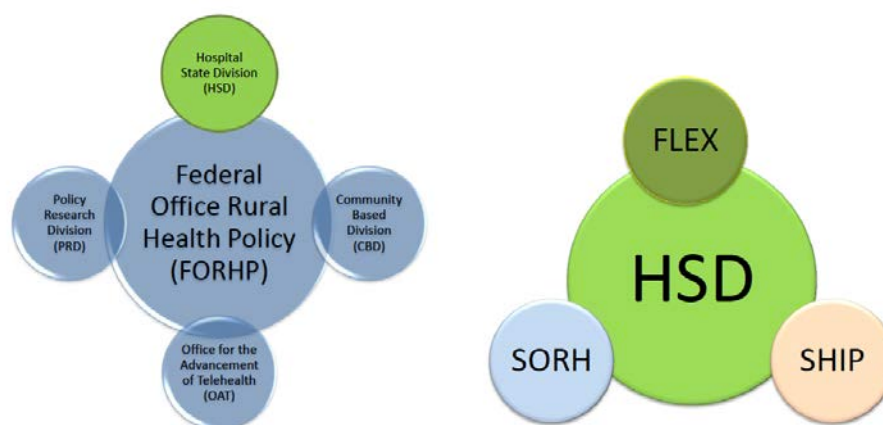 Hospital
State Division
(HSD)
Federal
Office Rural
Health Policy
(FORHP)
Policy
Research
Division
(PRD)
Community
Based
Division
(CBD)
Office for the
Advancement
of Telehealth
(OAT)
FLEX
HSD
SORH
SHIP